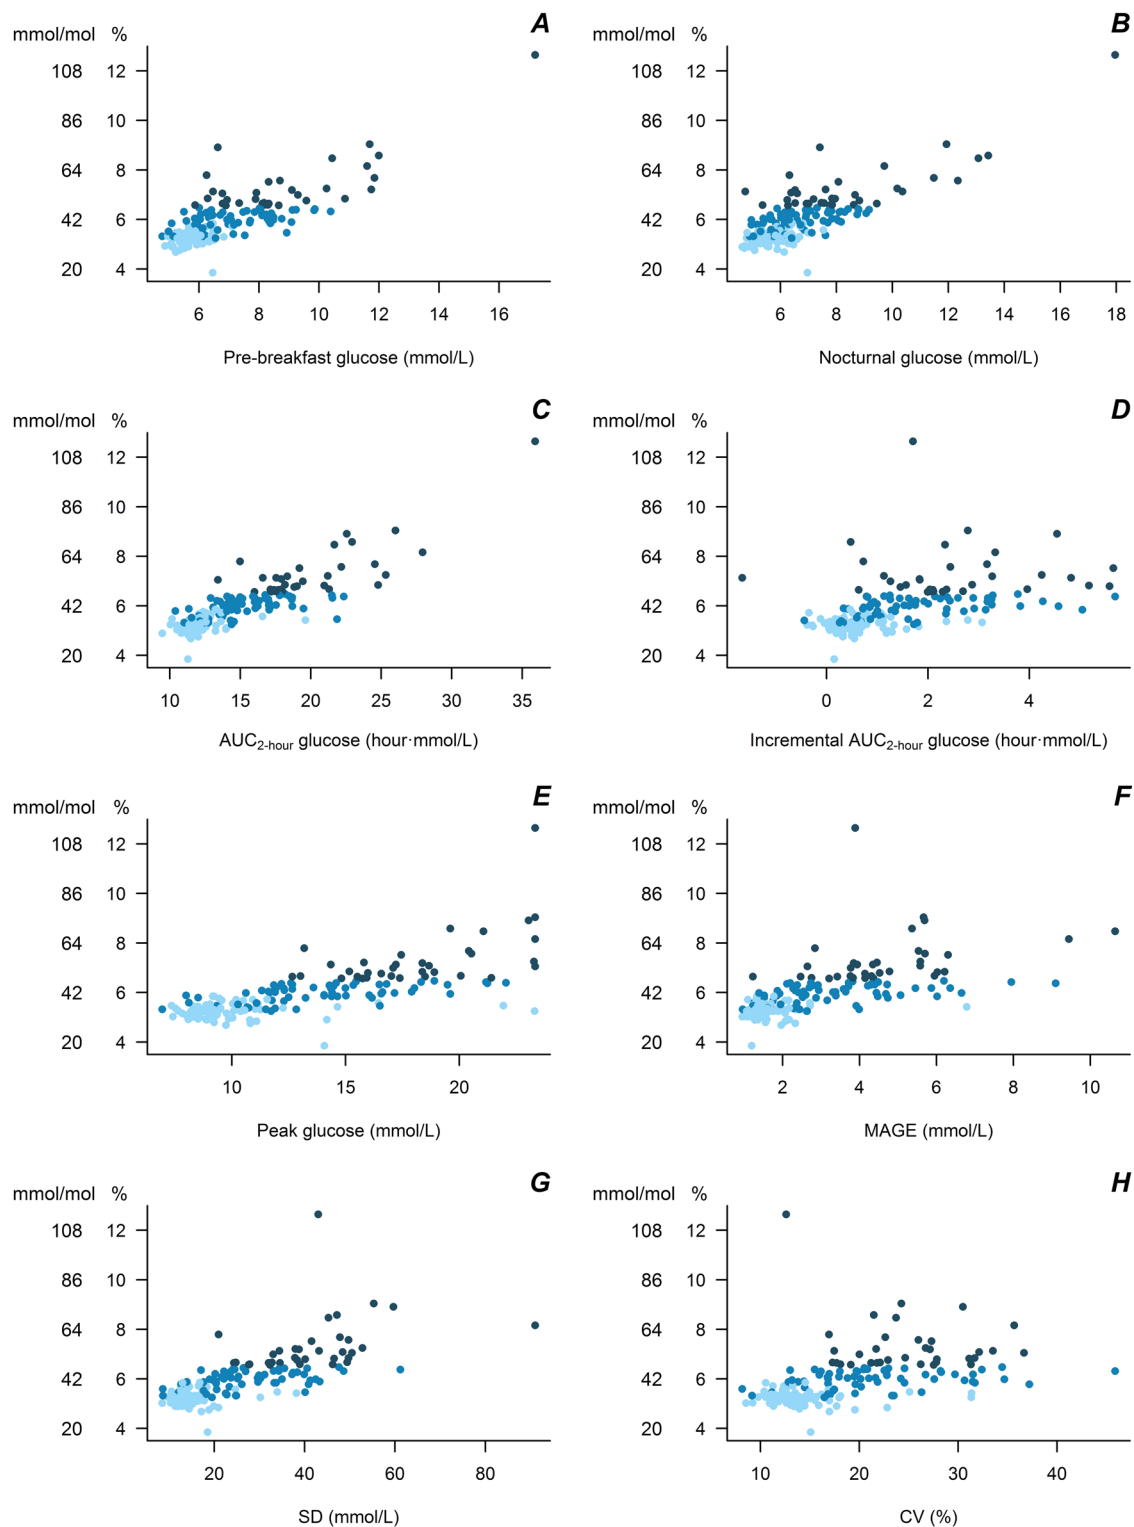 A B
mmol/mol % mmol/mol %
108 12 108 12
86 10 86 10
64 8 64 8
42 6 42 6
20 4 20 4
6 8 10 12 14 16 6 8 10 12 14 16 18
Pre-breakfast glucose (mmol/L) Nocturnal glucose (mmol/L)
C D
mmol/mol % mmol/mol %
108 12 108 12
86 10 86 10
64 8 64 8
42 6 42 6
20 4 20 4
10 15 20 25 30 35 0 2 4
AUC2-hour glucose (hour·mmol/L) Incremental AUC2-hour glucose (hour·mmol/L)
E F
mmol/mol % mmol/mol %
108 12 108 12
86 10 86 10
64 8 64 8
42 6 42 6
20 4 20 4
10 15 20 2 4 6 8 10
Peak glucose (mmol/L) MAGE (mmol/L)
G H
mmol/mol % mmol/mol %
108 12 108 12
86 10 86 10
64 8 64 8
42 6 42 6
20 4 20 4
20 40 60 80 10 20 30 40
SD (mmol/L) CV (%)